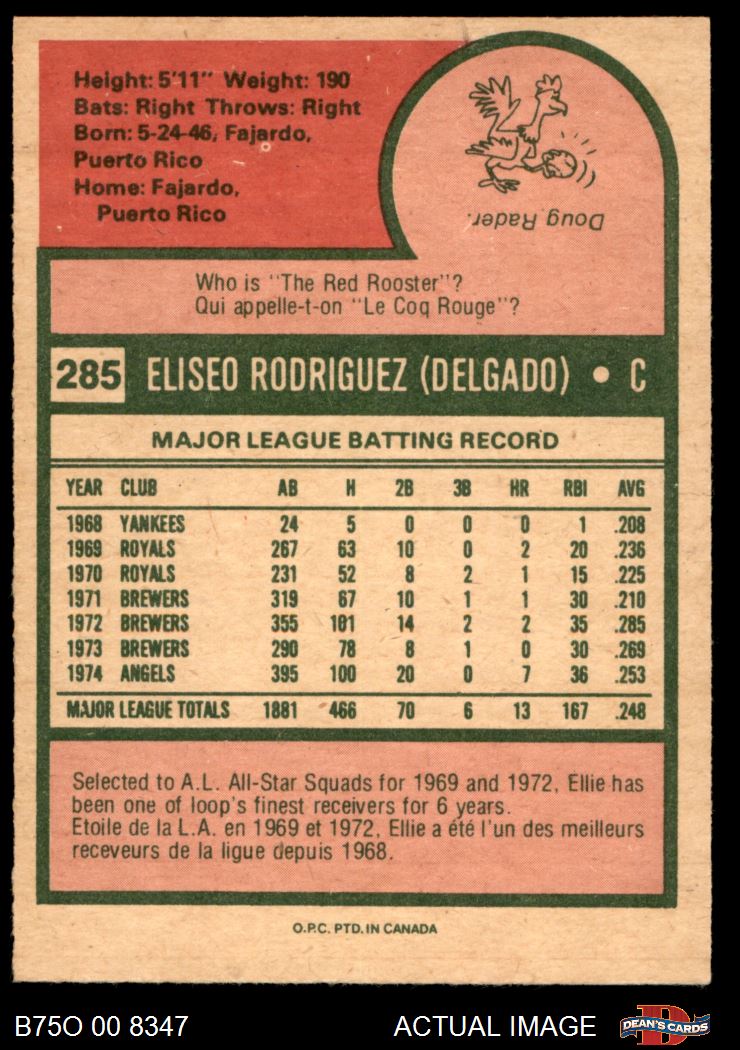 Height: 5'11" Weight: 190
Bats: Right Throws: Right
Born: 5-24-46, Fajardo,
Puerto Rico
Home: Fajardo,
Puerto Rico
Doug Rader.
Who is "The Red Rooster"?
Qui appelle-t-on "Le Coq Rouge"?
285 ELISEO RODRIGUEZ (DELGADO) • C
MAJOR LEAGUE BATTING RECORD
YEAR CLUB AB H 2B 3B HR RBI AVG
1968 YANKEES 24 5 0 0 0 1 .208
1969 ROYALS 267 63 10 0 2 20 .236
1970 ROYALS 231 52 8 2 1 15 .225
1971 BREWERS 319 67 10 1 1 30 .210
1972 BREWERS 355 101 14 2 2 35 .285
1973 BREWERS 290 78 8 1 0 30 .269
1974 ANGELS 395 100 20 0 7 36 .253
MAJOR LEAGUE TOTALS 1881 466 70 6 13 167 .248
Selected to A.L. All-Star Squads for 1969 and 1972, Ellie has
been one of loop's finest receivers for 6 years.
Etoile de la L.A. en 1969 et 1972, Ellie a été l'un des meilleurs
receveurs de la ligue depuis 1968.
O.P.C. PTD. IN CANADA
B75O 00 8347 ACTUAL IMAGE D DEAN'S CARDS